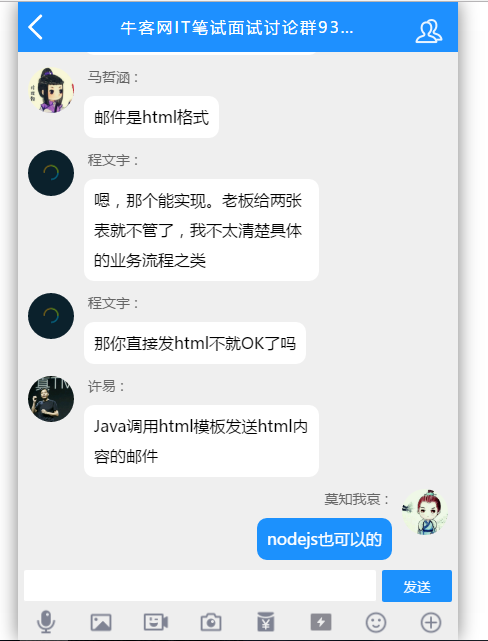 牛客网IT笔试面试讨论群93...
马哲涵：
邮件是html格式
程文宇：
嗯，那个能实现。老板给两张
表就不管了，我不太清楚具体
的业务流程之类
程文宇：
那你直接发html不就OK了吗
许易：
Java调用html模板发送html内
容的邮件
莫知我哀：
nodejs也可以的
发送